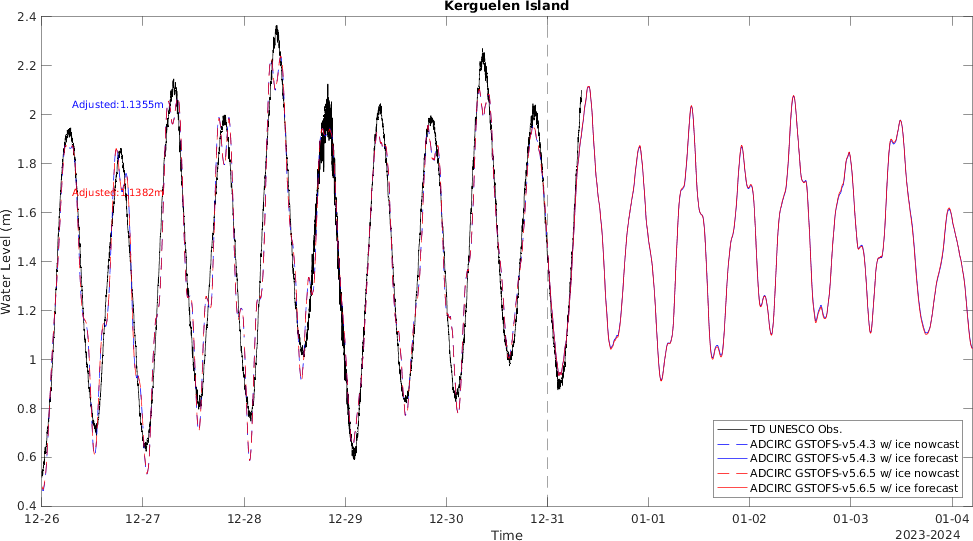 Kerguelen Island
2.4
2.2
2
1.8
1.6
1.4
1.2
1
0.8
0.6
0.4
Water Level (m)
Adjusted:1.1355m
Adjusted:1.1382m
12-26
12-27
12-28
12-29
12-30
12-31
01-01
01-02
01-03
01-04
Time
2023-2024
TD UNESCO Obs.
ADCIRC GSTOFS-v5.4.3 w/ ice nowcast
ADCIRC GSTOFS-v5.4.3 w/ ice forecast
ADCIRC GSTOFS-v5.6.5 w/ ice nowcast
ADCIRC GSTOFS-v5.6.5 w/ ice forecast